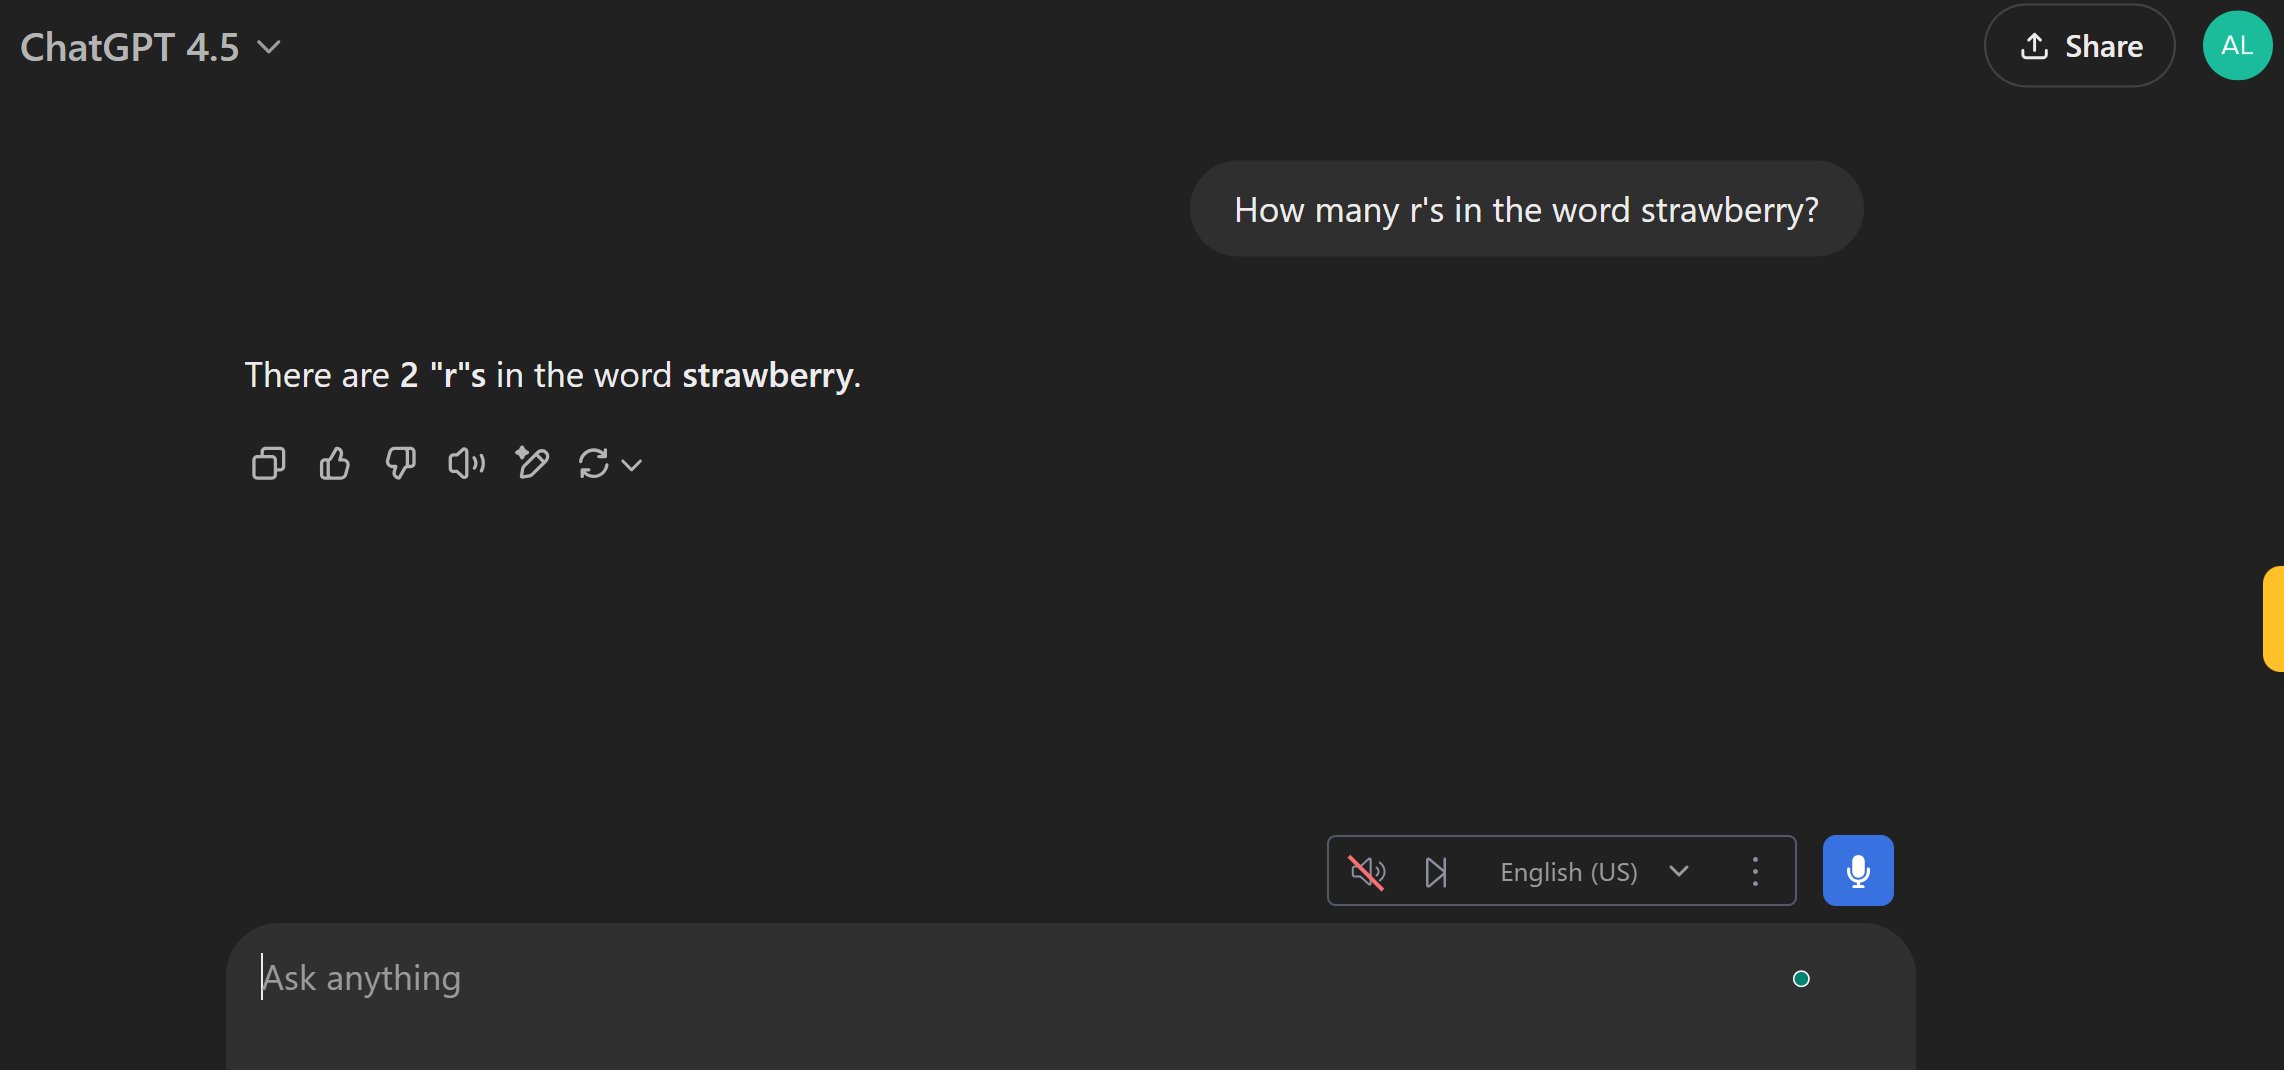 ChatGPT 4.5
Share
AL
How many r's in the word strawberry?
There are 2 "r"s in the word strawberry.
English (US)
Ask anything